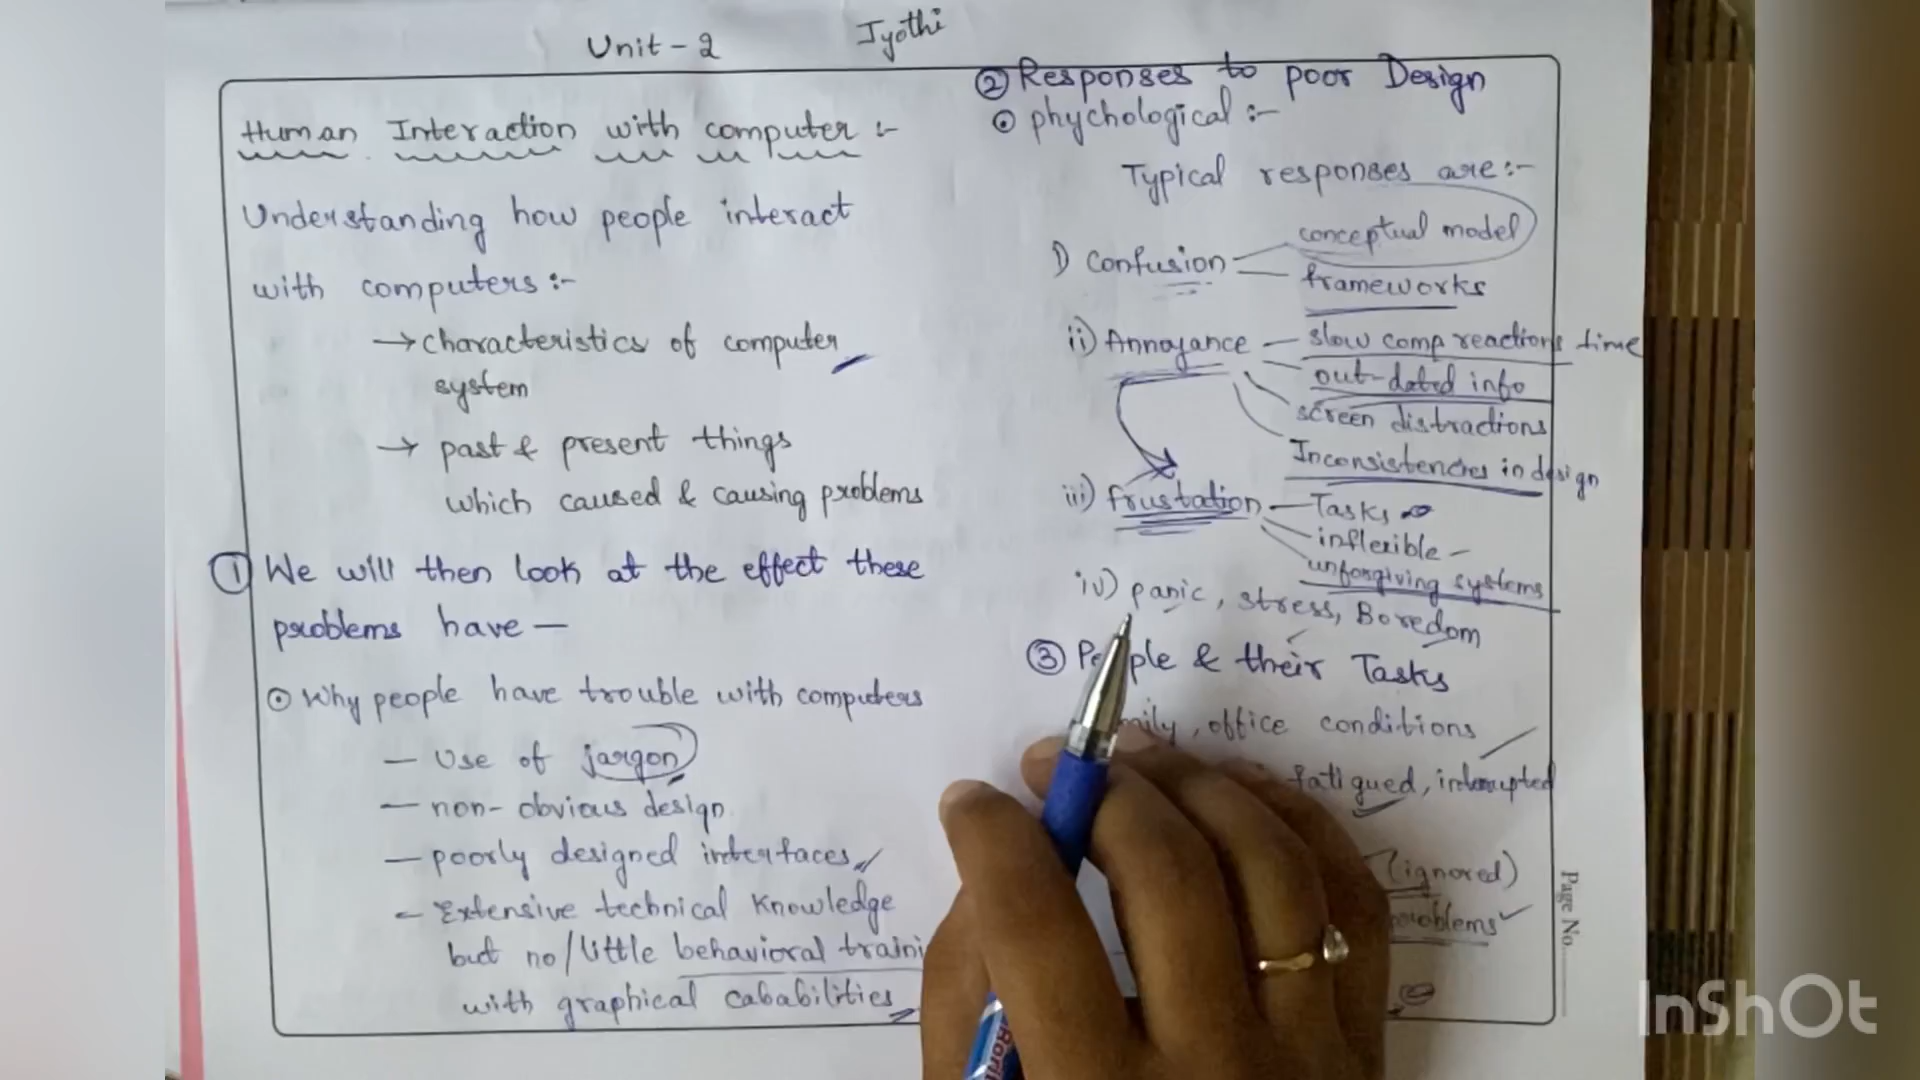 Unit - 2
Jyothi
Human Interaction with computer :-
Understanding how people interact
with computers :-
→ characteristics of computer
system
→ past & present things
which caused & causing problems
① We will then look at the effect these
problems have —
⊙ Why people have trouble with computers
— Use of jargon
— non-obvious design.
— poorly designed interfaces
— Extensive technical knowledge
but no/little behavioral traini
with graphical cababilities
② Responses to poor Design
⊙ phychological :-
Typical responses are :-
i) Confusion — conceptual model
frameworks
ii) Annoyance — slow comp reactions time
out-dated info
screen distractions
Inconsistencies in design
iii) frustation — Tasks
inflexible —
unforgiving systems
iv) panic, stress, Boredom
③ People & their Tasks
mily, office conditions
fatigued, interrupted
(ignored)
problems
Page No.
InShOt